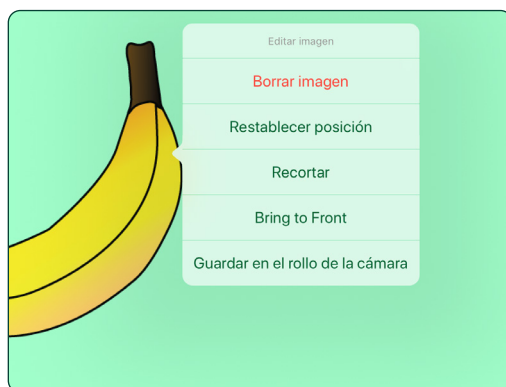 Editar imagen
Borrar imagen
Restablecer posición
Recortar
Bring to Front
Guardar en el rollo de la cámara